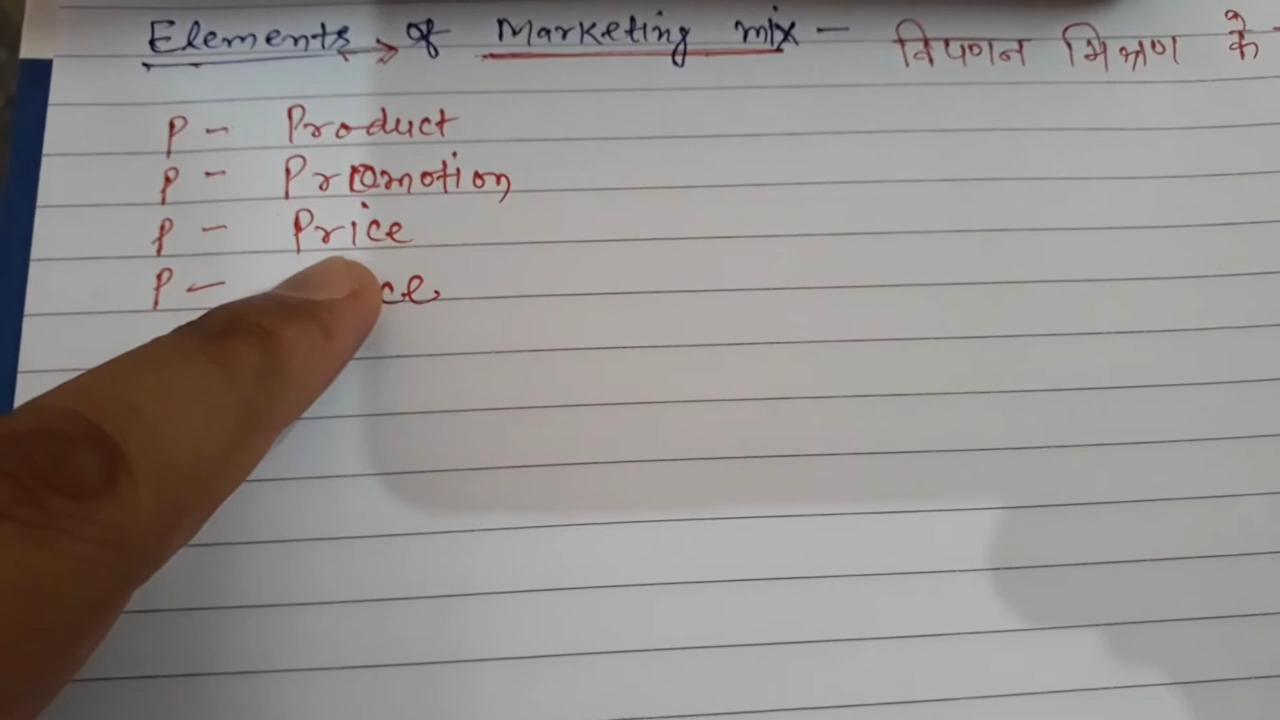 Elements of Marketing mix - विपणन मिश्रण के
P - Product
P - Promotion
P - Price
P -